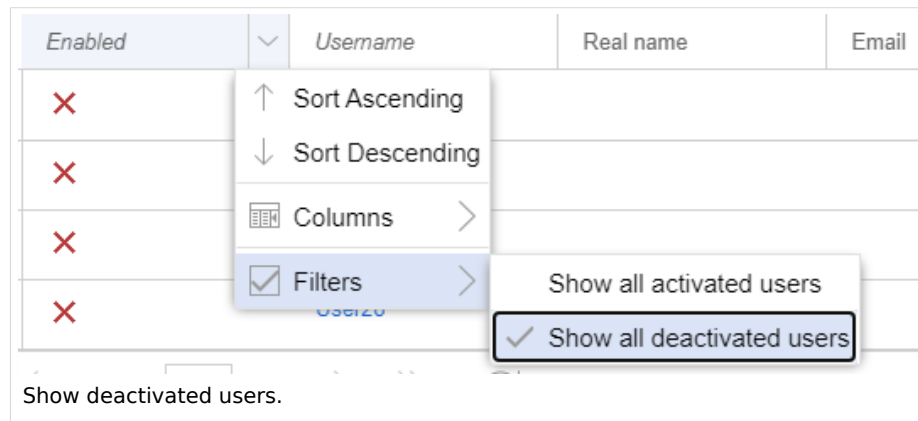 Enabled Username Real name Email
Sort Ascending
Sort Descending
Columns
Filters
Show all activated users
Show all deactivated users
Show deactivated users.